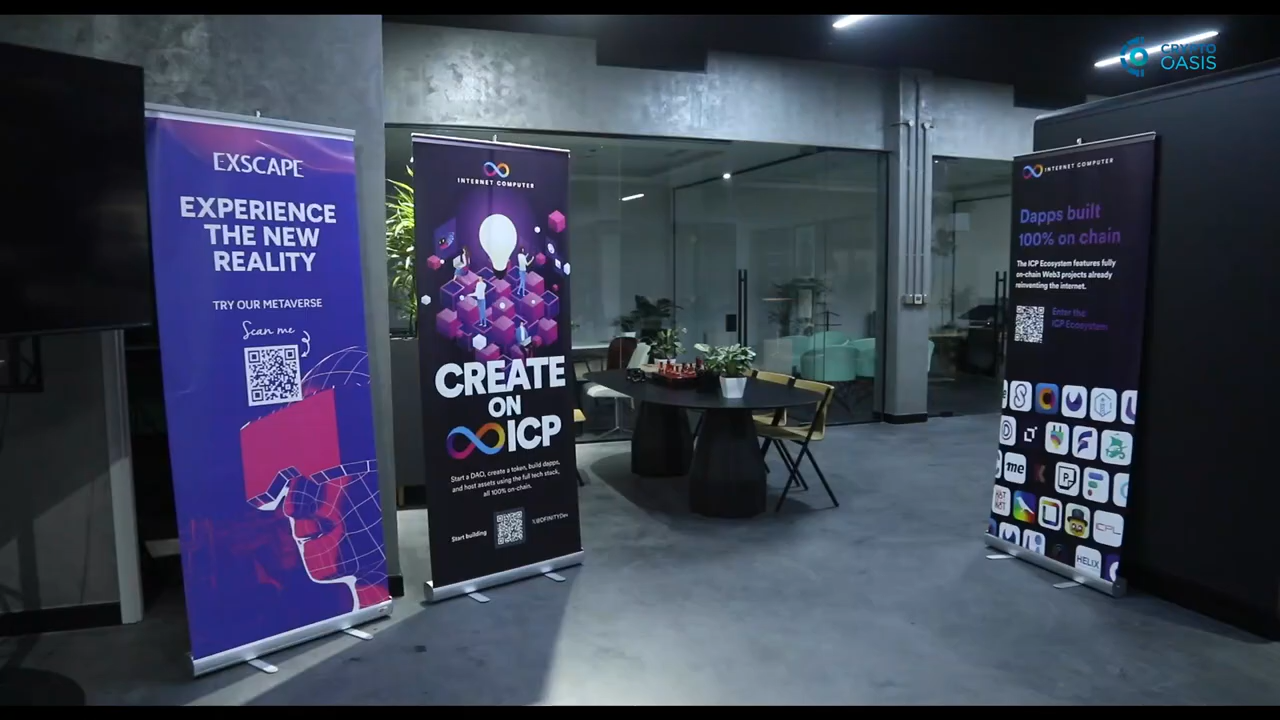 CRYPTO
OASIS
EXSCAPE
EXPERIENCE
THE NEW
REALITY
TRY OUR METAVERSE
Scan me
INTERNET COMPUTER
CREATE
ON
ICP
Start a DAO, create a token, build dapps,
and host assets using the full tech stack,
all 100% on-chain.
Start building
INTERNET COMPUTER
Dapps built
100% on chain
The ICP Ecosystem features fully
on-chain Web3 projects already
reinventing the internet.
Enter the
ICP Ecosystem
me
HELIX